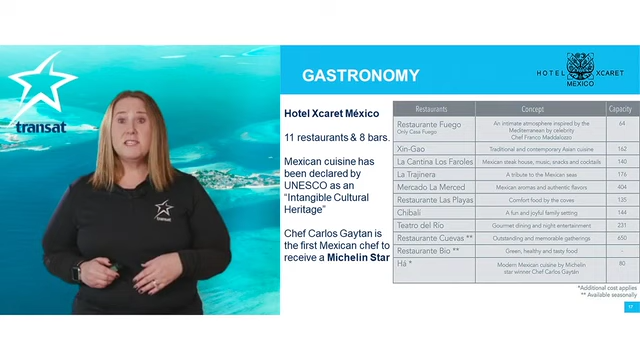 transat
GASTRONOMY
HOTEL XCARET
MEXICO
Hotel Xcaret México
11 restaurants & 8 bars.
Mexican cuisine has
been declared by
UNESCO as an
“Intangible Cultural
Heritage”
Chef Carlos Gaytan is
the first Mexican chef to
receive a Michelin Star
Restaurants Concept Capacity
Restaurante Fuego
Only Casa Fuego
An intimate atmosphere inspired by the
Mediterranean by celebrity
Chef Franco Maddalozzo
64
Xin-Gao Traditional and contemporary Asian cuisine 162
La Cantina Los Faroles Mexican steak house, music, snacks and cocktails 140
La Trajinera A tribute to the Mexican seas 176
Mercado La Merced Mexican aromas and authentic flavors 404
Restaurante Las Playas Comfort food by the coves 135
Chibali A fun and joyful family setting 144
Teatro del Río Gourmet dining and night entertainment 231
Restaurante Cuevas ** Outstanding and memorable gatherings 650
Restaurante Bio ** Green, healthy and tasty food -
Há *
Modern Mexican cuisine by Michelin
star winner Chef Carlos Gaytán
80
*Additional cost applies
** Available seasonally
transat